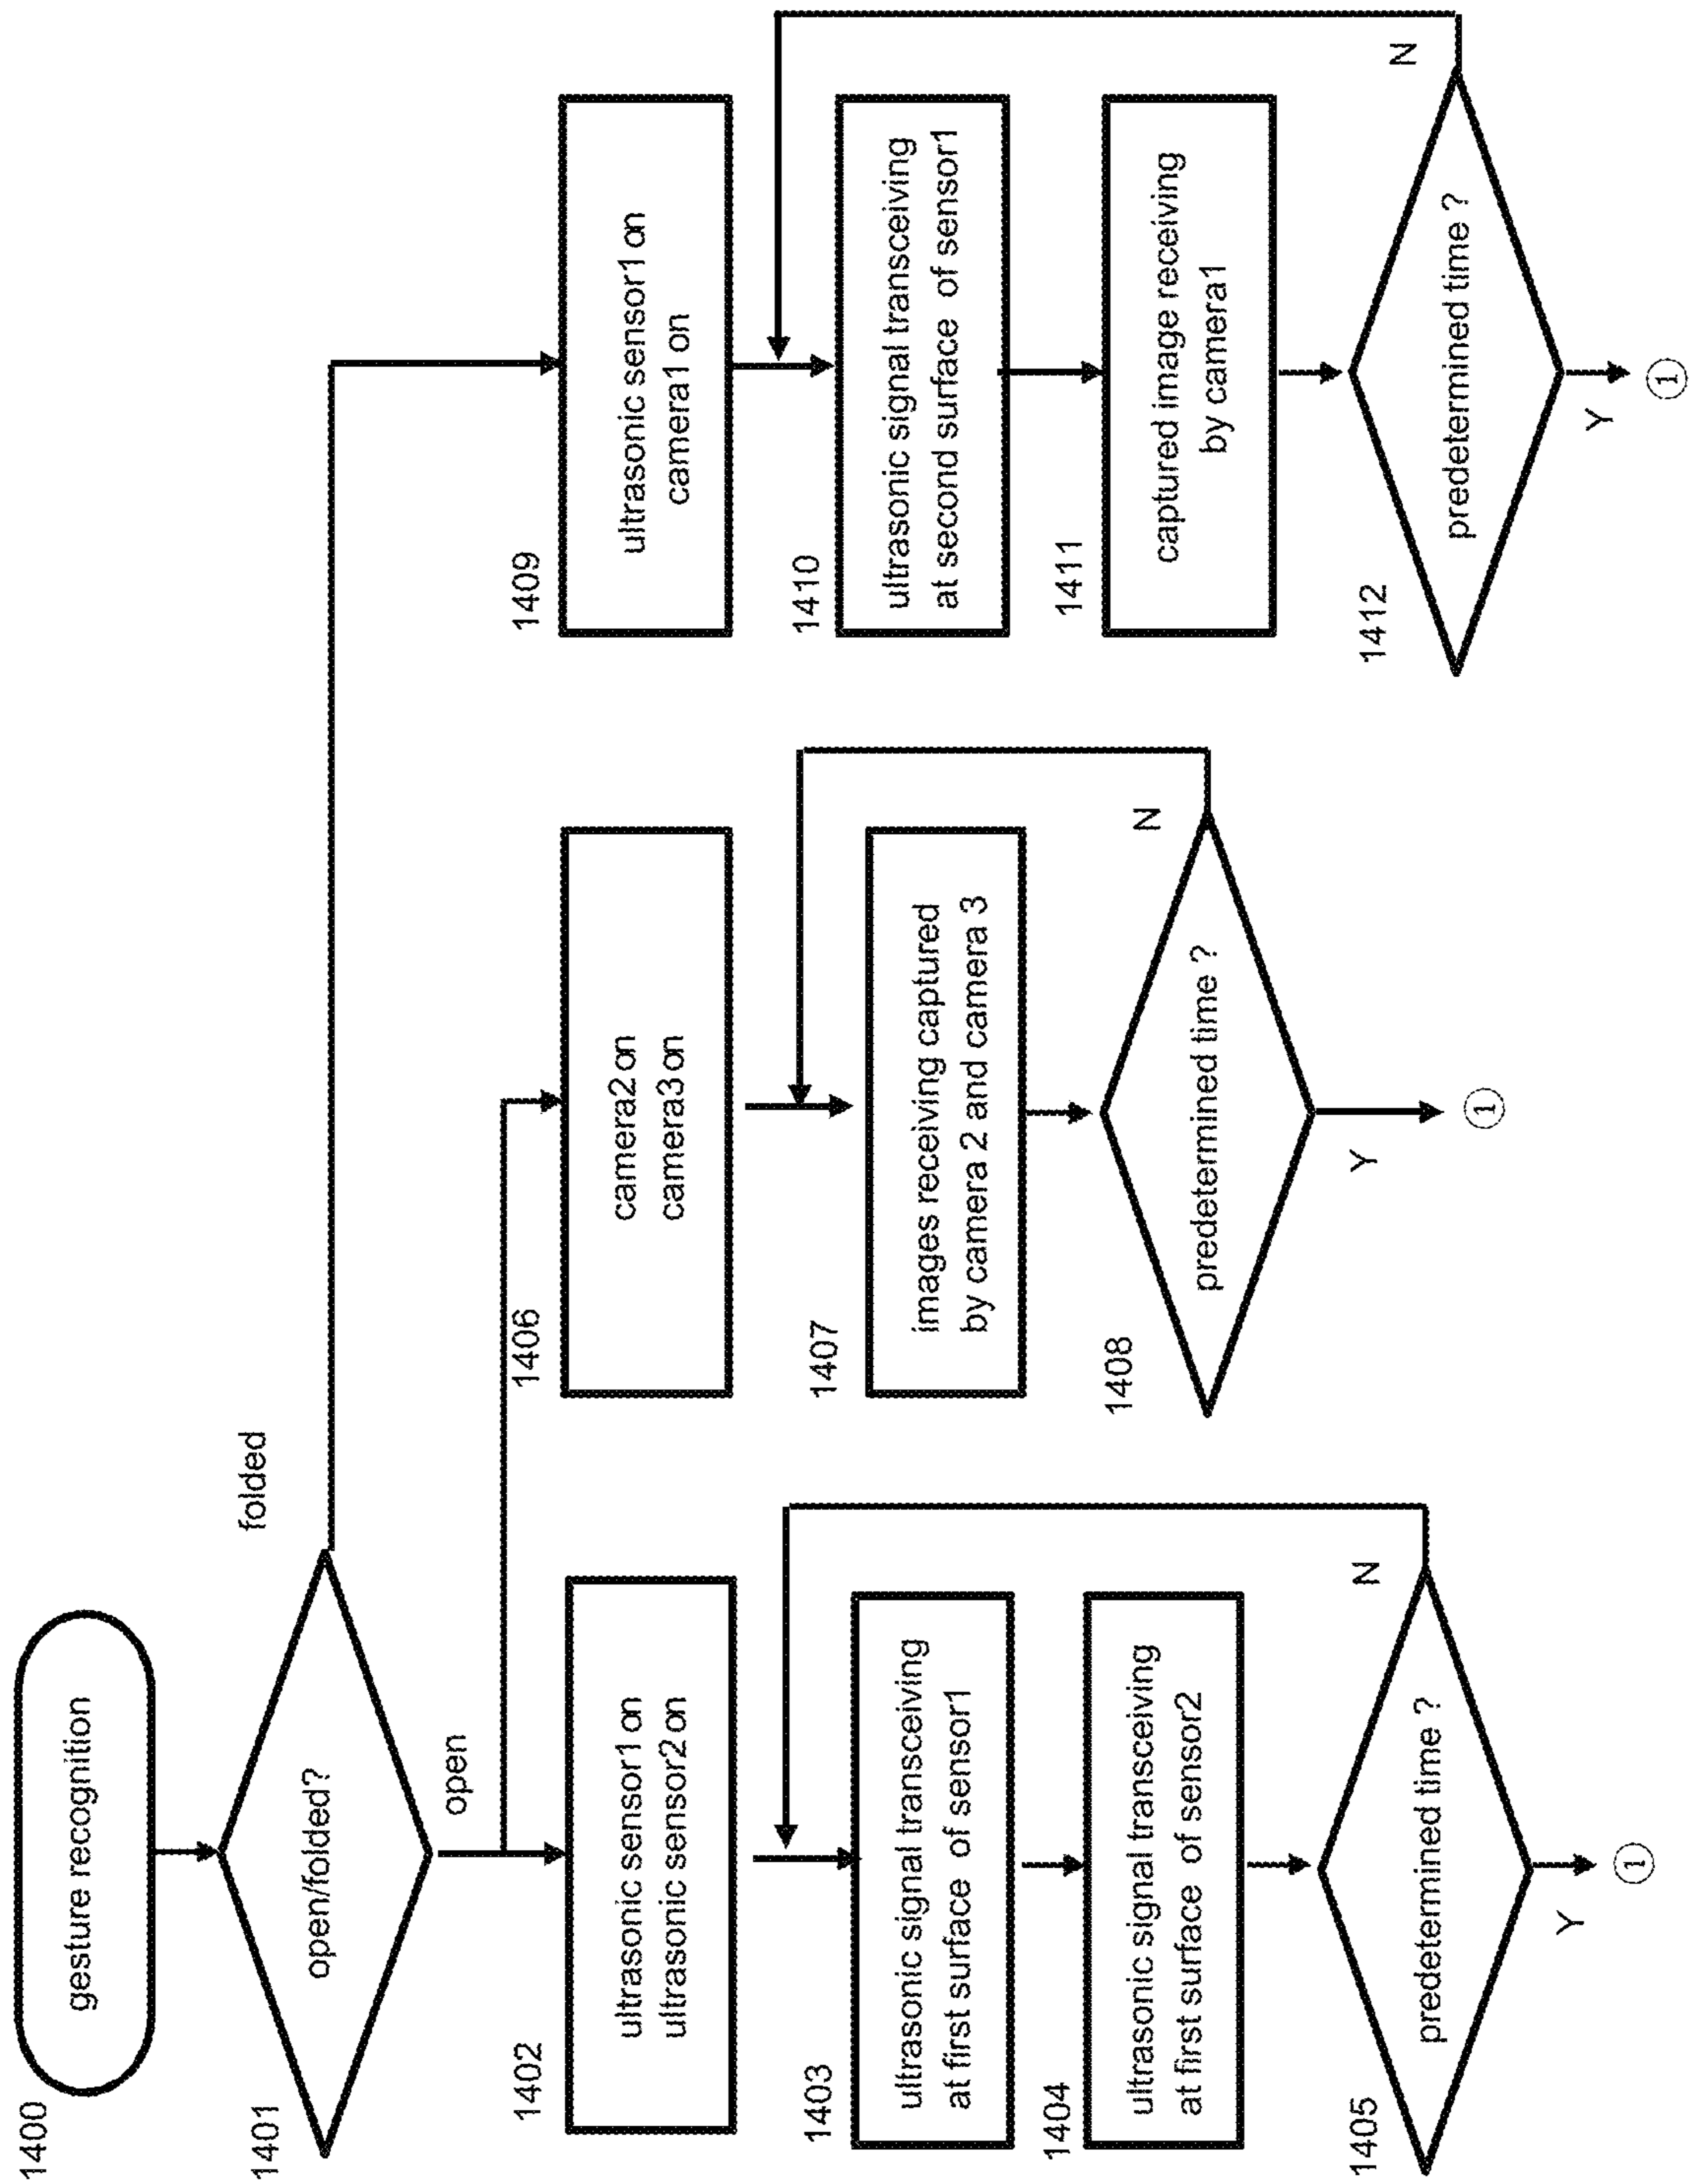 1400
gesture recognition
1401
open/folded?
folded
open
1402
ultrasonic sensor1 on
ultrasonic sensor2 on
1403
ultrasonic signal transceiving
at first surface of sensor1
1404
ultrasonic signal transceiving
at first surface of sensor2
1405
predetermined time ?
N
Y
①
1406
camera2 on
camera3 on
1407
images receiving captured
by camera 2 and camera 3
1408
predetermined time ?
N
Y
①
1409
ultrasonic sensor1 on
camera1 on
1410
ultrasonic signal transceiving
at second surface of sensor1
1411
captured image receiving
by camera1
1412
predetermined time ?
N
Y
①